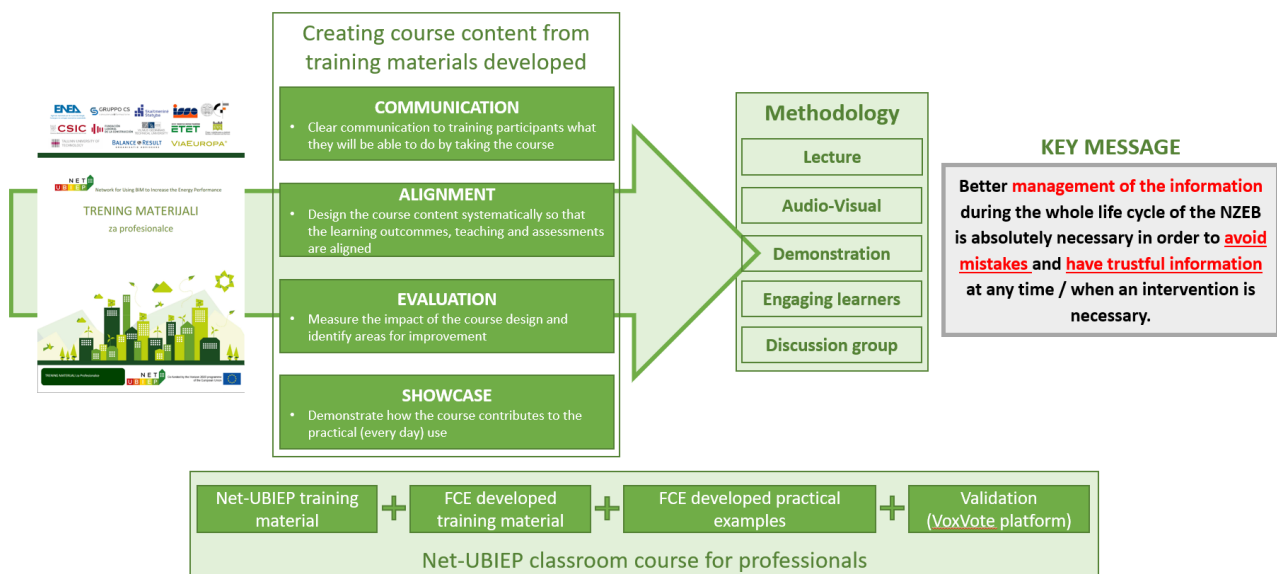 Creating course content from
training materials developed
COMMUNICATION
• Clear communication to training participants what
they will be able to do by taking the course
ALIGNMENT
• Design the course content systematically so that
the learning outcommes, teaching and assessments
are aligned
EVALUATION
• Measure the impact of the course design and
identify areas for improvement
SHOWCASE
• Demonstrate how the course contributes to the
practical (every day) use
ENEA
GRUPPO CS
isso
CSIC
ETET
BALANCE RESULT
VIAEUROPA
NET
UBIEP
Network for Using BIM to Increase the Energy Performance
TRENING MATERIJALI
za profesionalce
TRENING MATERIJALI za Profesionalce
NET
UBIEP
Methodology
Lecture
Audio-Visual
Demonstration
Engaging learners
Discussion group
KEY MESSAGE
Better management of the information
during the whole life cycle of the NZEB
is absolutely necessary in order to avoid
mistakes and have trustful information
at any time / when an intervention is
necessary.
Net-UBIEP training
material
+
FCE developed
training material
+
FCE developed practical
examples
+
Validation
(VoxVote platform)
Net-UBIEP classroom course for professionals